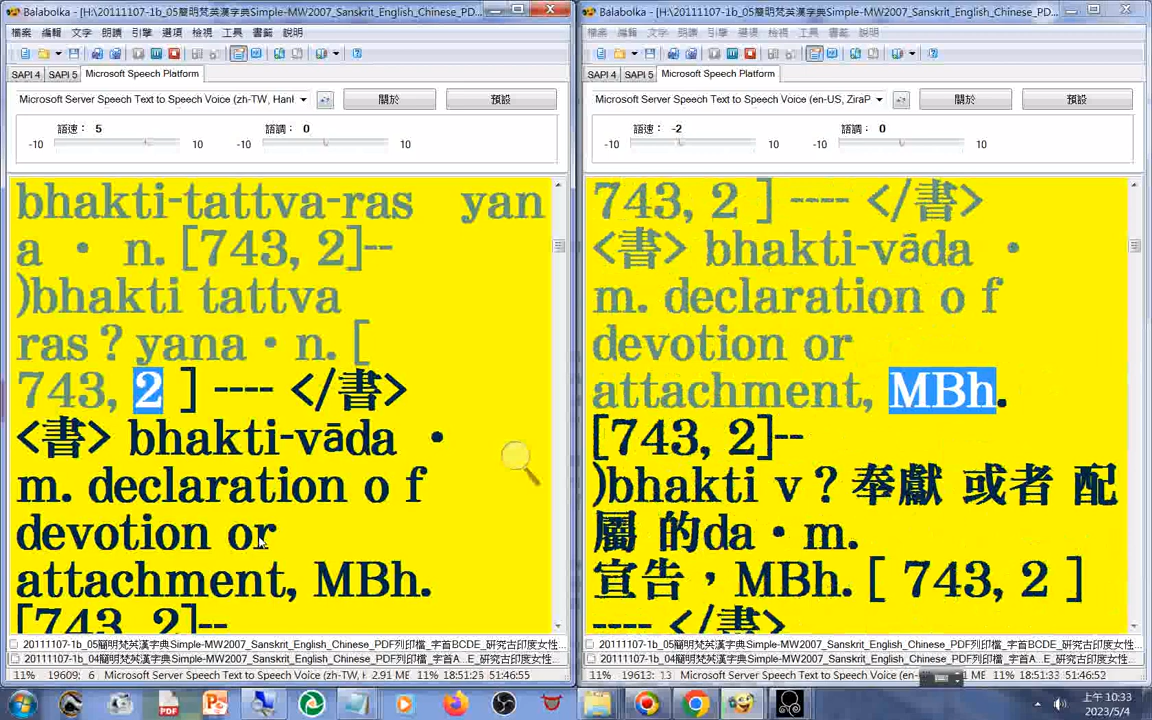 Balabolka - [H:\20111107-1b_05簡明梵英漢字典Simple-MW2007_Sanskrit_English_Chinese_PD...
檔案 編輯 文字 朗讀 引擎 選項 檢視 工具 書籤 說明
SAPI 4 SAPI 5 Microsoft Speech Platform
Microsoft Server Speech Text to Speech Voice (zh-TW, Han
關於 預設
語速： 5 語調： 0
-10 10 -10 10
bhakti-tattva-ras yan
a • n. [743, 2]--
)bhakti tattva
ras？yana • n. [
743, 2 ] ---- </書>
<書> bhakti-vāda •
m. declaration o f
devotion or
attachment, MBh.
[743, 2]--
20111107-1b_05簡明梵英漢字典Simple-MW2007_Sanskrit_English_Chinese_PDF列印檔_字首BCDE_研究古印度女性...
20111107-1b_04簡明梵英漢字典Simple-MW2007_Sanskrit_English_Chinese_PDF列印檔_字首A...E_研究古印度女性...
11% 19609: 6 Microsoft Server Speech Text to Speech Voice (zh-TW, 2.91 ME 11% 18:51:25 51:46:55
Balabolka - [H:\20111107-1b_05簡明梵英漢字典Simple-MW2007_Sanskrit_English_Chinese_PD...
檔案 編輯 文字 朗讀 引擎 選項 檢視 工具 書籤 說明
SAPI 4 SAPI 5 Microsoft Speech Platform
Microsoft Server Speech Text to Speech Voice (en-US, ZiraP
關於 預設
語速： -2 語調： 0
-10 10 -10 10
743, 2 ] ---- </書>
<書> bhakti-vāda •
m. declaration o f
devotion or
attachment, MBh.
[743, 2]--
)bhakti v？奉獻 或者 配
屬 的da • m.
宣告，MBh. [ 743, 2 ]
---- </書>
20111107-1b_05簡明梵英漢字典Simple-MW2007_Sanskrit_English_Chinese_PDF列印檔_字首BCDE_研究古印度女性...
20111107-1b_04簡明梵英漢字典Simple-MW2007_Sanskrit_English_Chinese_PDF列印檔_字首A...E_研究古印度女性...
11% 19613: 13 Microsoft Server Speech Text to Speech Voice 11% 18:51:33 51:46:52
上午 10:33
2023/5/4